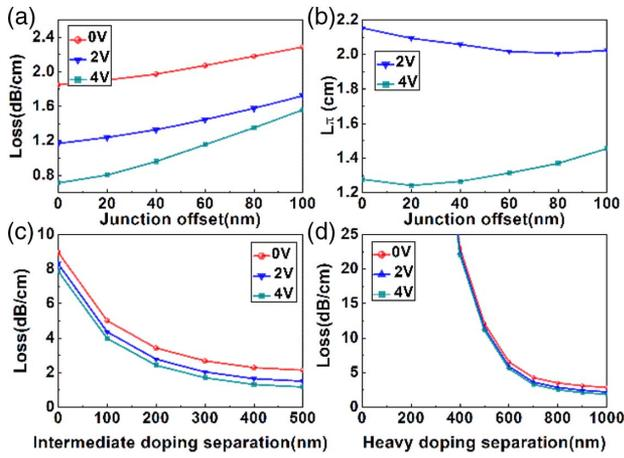 (a)
Loss(dB/cm)
2.4
2.0
1.6
1.2
0.8
0V
2V
4V
0 20 40 60 80 100
Junction offset(nm)
(b)
Lπ (cm)
2.2
2.0
1.8
1.6
1.4
1.2
2V
4V
0 20 40 60 80 100
Junction offset(nm)
(c)
Loss(dB/cm)
10
8
6
4
2
0
0V
2V
4V
0 100 200 300 400 500
Intermediate doping separation(nm)
(d)
Loss(dB/cm)
25
20
15
10
5
0
0V
2V
4V
0 200 400 600 800 1000
Heavy doping separation(nm)